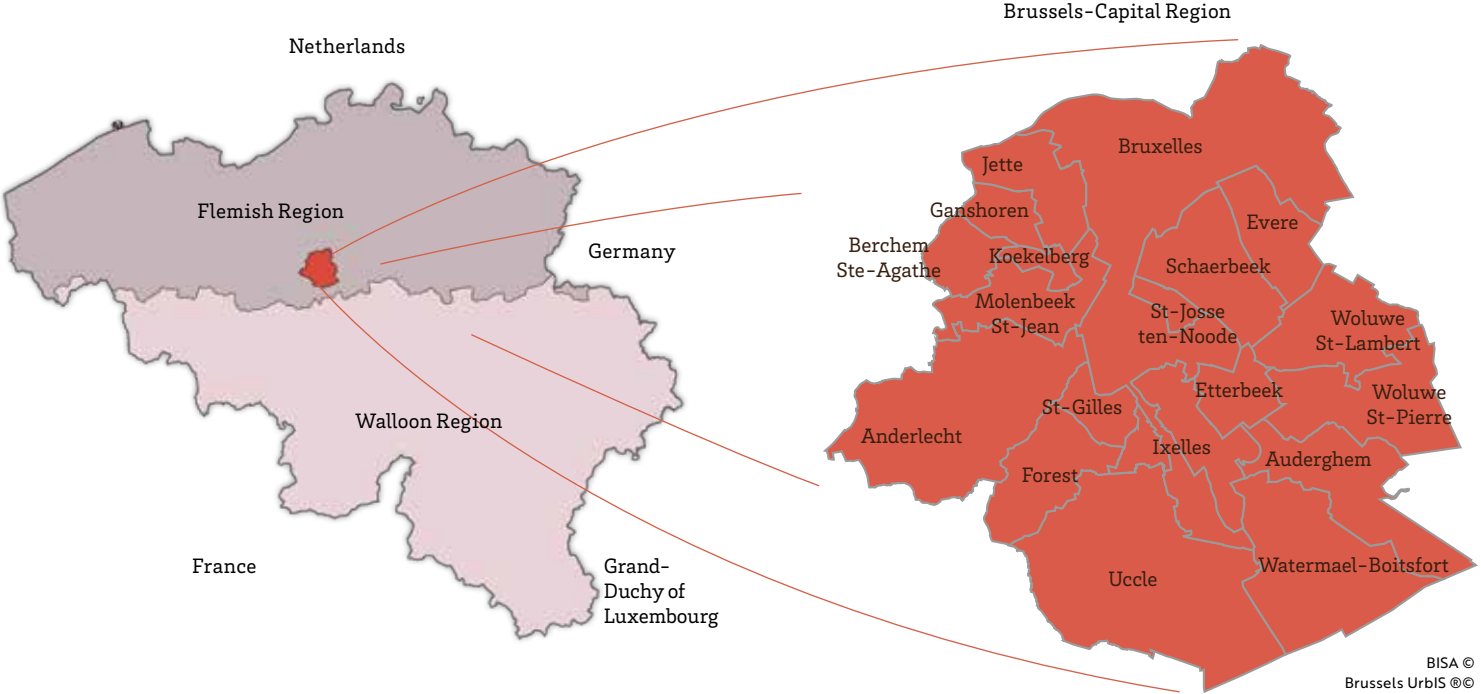 Brussels-Capital Region
Netherlands
Flemish Region
Germany
Walloon Region
France
Grand-
Duchy of
Luxembourg
Bruxelles
Jette
Ganshoren
Evere
Berchem
Ste-Agathe
Koekelberg
Schaerbeek
Molenbeek
St-Jean
St-Josse
ten-Noode
Woluwe
St-Lambert
Etterbeek
Woluwe
St-Pierre
St-Gilles
Anderlecht
Ixelles
Auderghem
Forest
Uccle
Watermael-Boitsfort
BISA ©
Brussels UrbIS ®©